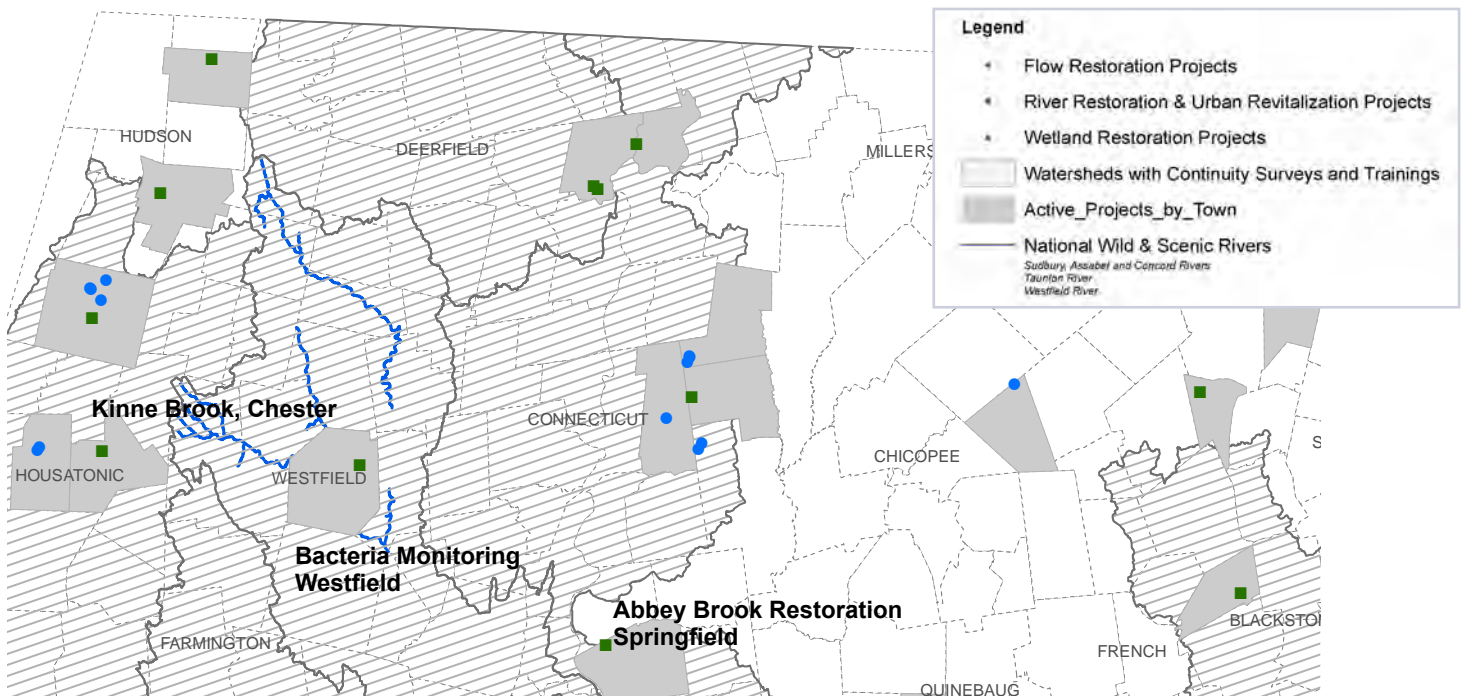 Legend
Flow Restoration Projects
River Restoration & Urban Revitalization Projects
Wetland Restoration Projects
Watersheds with Continuity Surveys and Trainings
Active_Projects_by_Town
National Wild & Scenic Rivers
Sudbury, Assabet and Concord Rivers
Taunton River
Westfield River
HUDSON
DEERFIELD
MILLERS
Kinne Brook, Chester
CONNECTICUT
CHICOPEE
S
HOUSATONIC
WESTFIELD
Bacteria Monitoring
Westfield
Abbey Brook Restoration
Springfield
BLACKSTO
FARMINGTON
FRENCH
QUINEBAUG